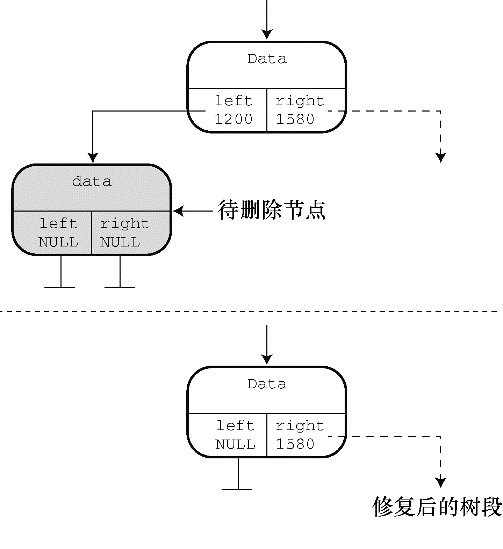 Data
left right
1200 1580
data
left right
NULL NULL
待删除节点
Data
left right
NULL 1580
修复后的树段